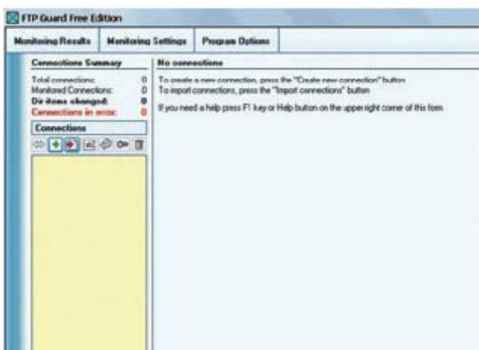 FTP Guard Free Edition
Monitoring Results
Monitoring Settings
Program Options
Connections Summary
Total connections: 0
Monitored Connections: 0
Dir items changed: 0
Connections in error: 0
Connections
No connections
To create a new connection, press the "Create new connection" button
To import connections, press the "Import connections" button
If you need a help press F1 key or Help button on the upper right corner of this form